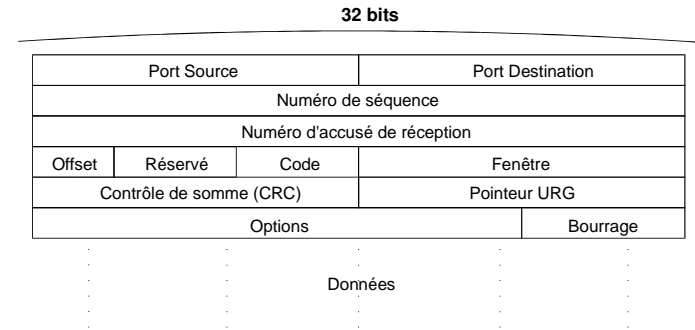 32 bits
Port Source Port Destination
Numéro de séquence
Numéro d'accusé de réception
Offset Réservé Code Fenêtre
Contrôle de somme (CRC) Pointeur URG
Options Bourrage
Données